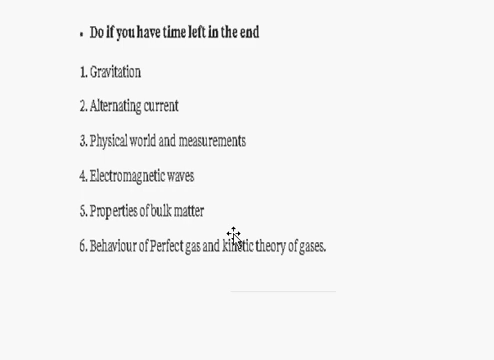 • Do if you have time left in the end
1. Gravitation
2. Alternating current
3. Physical world and measurements
4. Electromagnetic waves
5. Properties of bulk matter
6. Behaviour of Perfect gas and kinetic theory of gases.